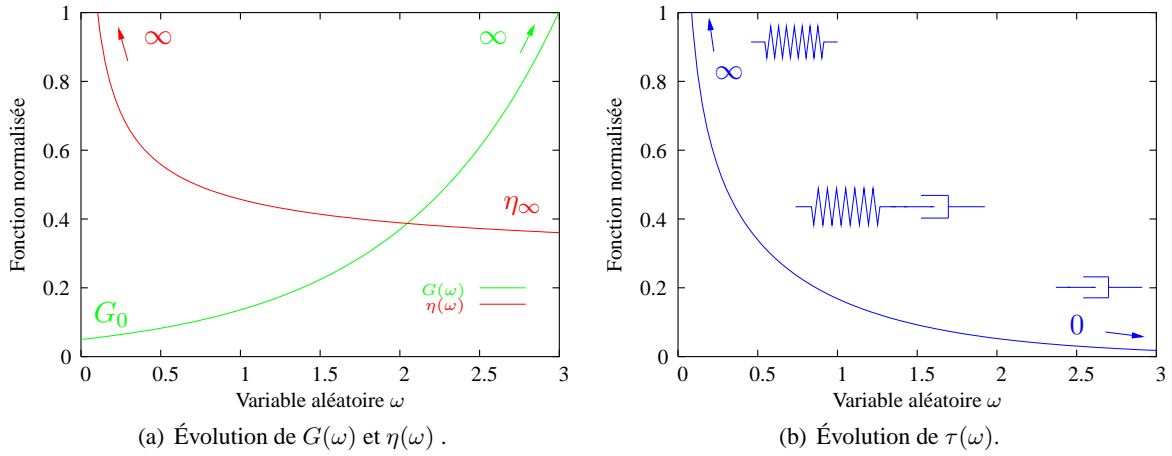 Fonction normalisée
1
0.8
0.6
0.4
0.2
0
0 0.5 1 1.5 2 2.5 3
Variable aléatoire ω
∞
∞
η∞
G0
G(ω)
η(ω)
(a) Évolution de G(ω) et η(ω) .
Fonction normalisée
1
0.8
0.6
0.4
0.2
0
0 0.5 1 1.5 2 2.5 3
Variable aléatoire ω
∞
0
(b) Évolution de τ(ω).